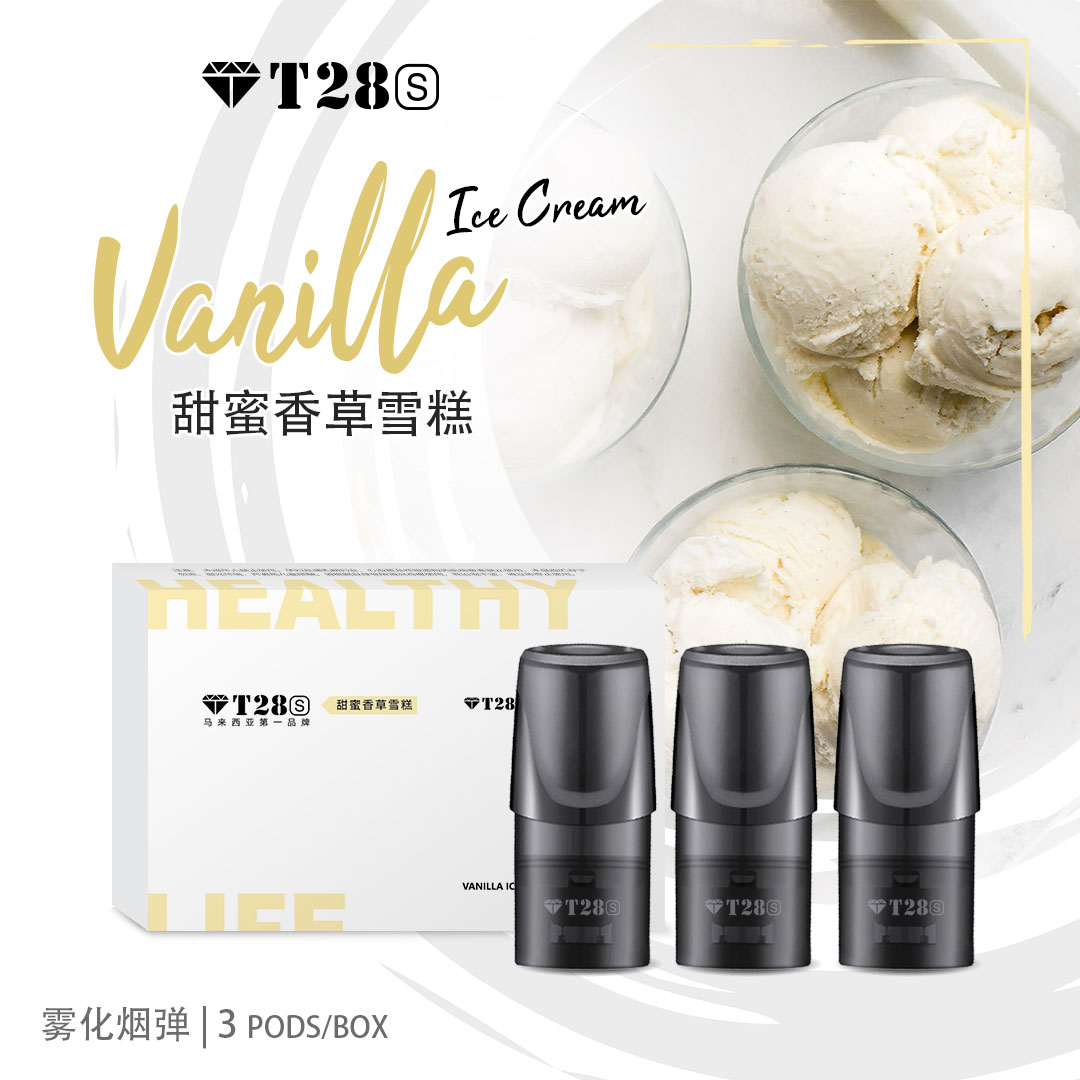 T28S
Vanilla
Ice Cream
甜蜜香草雪糕
HEALTHY
T28S
马来西亚第一品牌
甜蜜香草雪糕
T28
VANILLA
LIFE
T28S
T28S
T28S
雾化烟弹 | 3 PODS/BOX